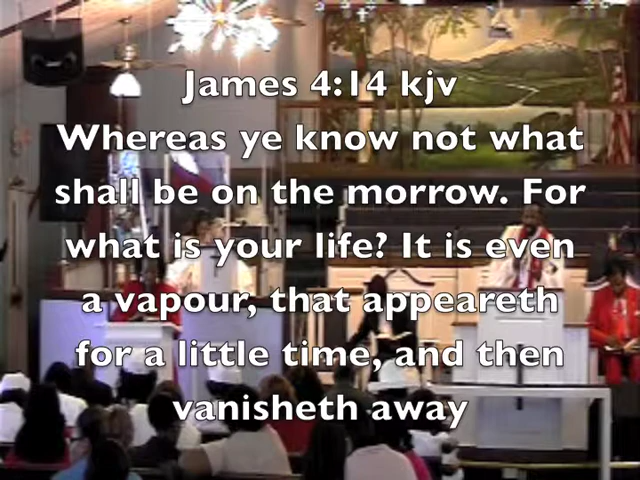 James 4:14 kjv
Whereas ye know not what
shall be on the morrow. For
what is your life? It is even
a vapour, that appeareth
for a little time, and then
vanisheth away